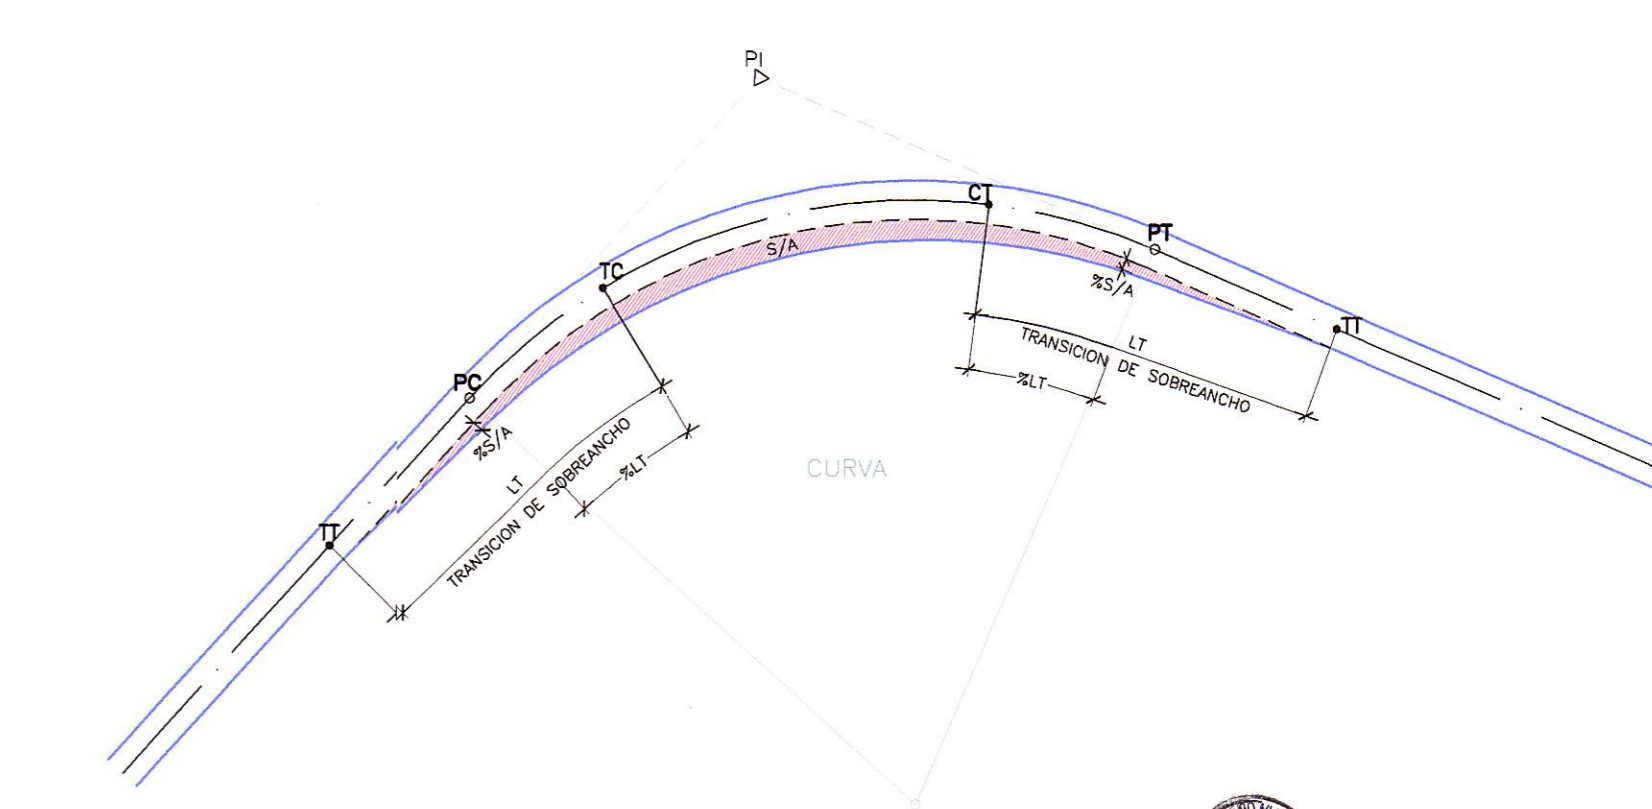 PI
CT
PT
S/A
TC
%S/A
TT
LT
TRANSICION DE SOBREANCHO
%LT
PC
%S/A
CURVA
LT
TRANSICION DE SOBREANCHO
%LT
TT